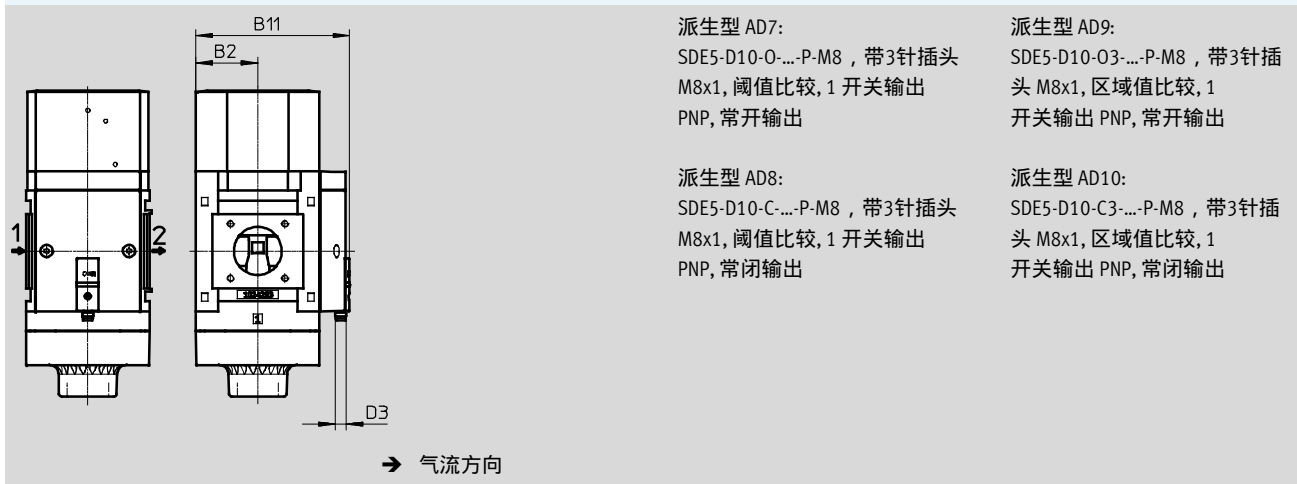 B11
B2
1
2
D3
➔ 气流方向
派生型 AD7:
SDE5-D10-O-...-P-M8，带3针插头
M8x1, 阈值比较, 1 开关输出
PNP, 常开输出
派生型 AD8:
SDE5-D10-C-...-P-M8，带3针插头
M8x1, 阈值比较, 1 开关输出
PNP, 常闭输出
派生型 AD9:
SDE5-D10-O3-...-P-M8，带3针插
头 M8x1, 区域值比较, 1
开关输出 PNP, 常开输出
派生型 AD10:
SDE5-D10-C3-...-P-M8，带3针插
头 M8x1, 区域值比较, 1
开关输出 PNP, 常闭输出